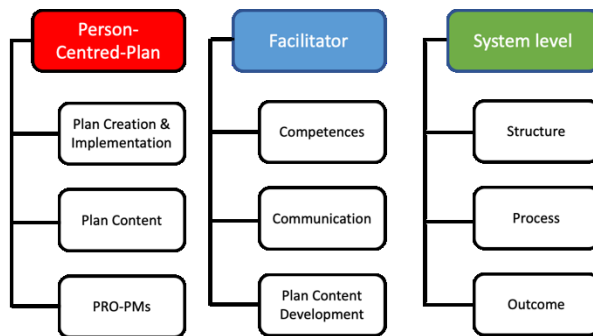 Person-
Centred-Plan
Plan Creation &
Implementation
Plan Content
PRO-PMs
Facilitator
Competences
Communication
Plan Content
Development
System level
Structure
Process
Outcome